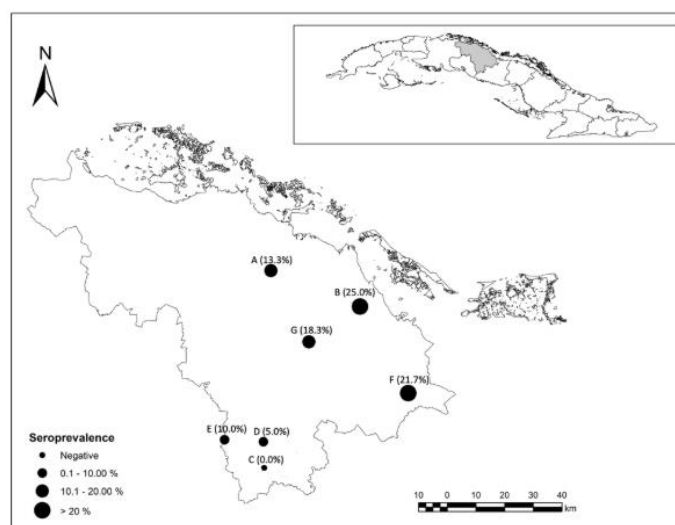 N
A (13.3%)
B (25.0%)
G (18.3%)
F (21.7%)
E (10.0%)
D (5.0%)
C (0.0%)
Seroprevalence
Negative
0.1 - 10.00 %
10,1 - 20.00 %
> 20 %
10 5 0 10 20 30 40
km